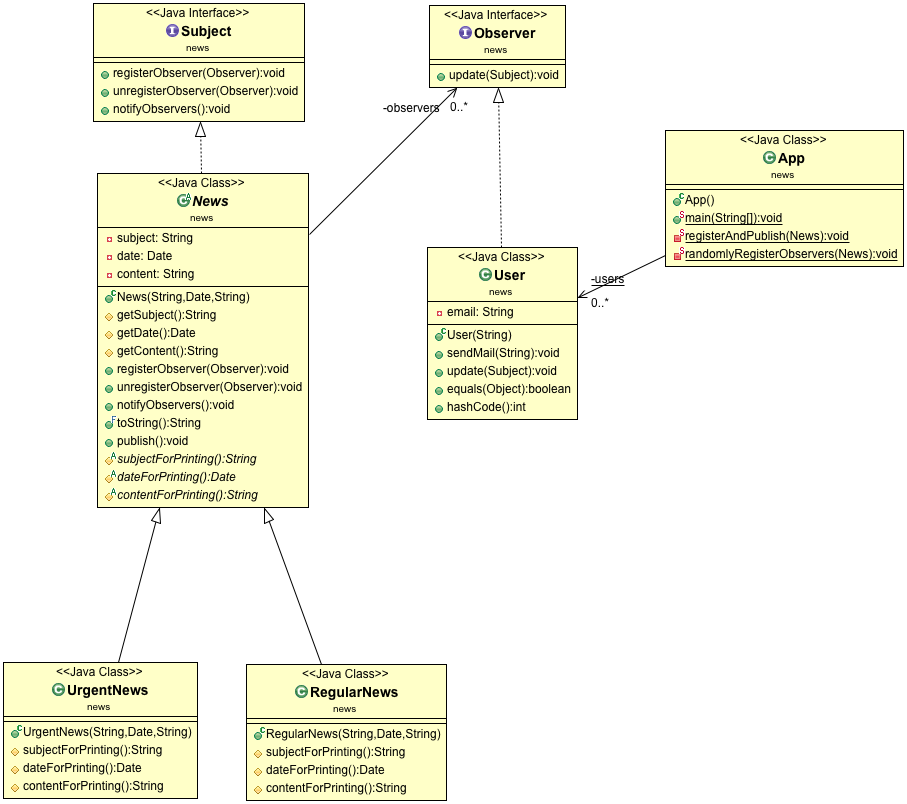 <<Java Interface>>
Subject
news
registerObserver(Observer):void
unregisterObserver(Observer):void
notifyObservers():void
<<Java Interface>>
Observer
news
update(Subject):void
-observers
0..*
<<Java Class>>
App
news
App()
main(String[]):void
registerAndPublish(News):void
randomlyRegisterObservers(News):void
<<Java Class>>
News
news
subject: String
date: Date
content: String
News(String,Date,String)
getSubject():String
getDate():Date
getContent():String
registerObserver(Observer):void
unregisterObserver(Observer):void
notifyObservers():void
toString():String
publish():void
subjectForPrinting():String
dateForPrinting():Date
contentForPrinting():String
<<Java Class>>
User
news
email: String
User(String)
sendMail(String):void
update(Subject):void
equals(Object):boolean
hashCode():int
-users
0..*
<<Java Class>>
UrgentNews
news
UrgentNews(String,Date,String)
subjectForPrinting():String
dateForPrinting():Date
contentForPrinting():String
<<Java Class>>
RegularNews
news
RegularNews(String,Date,String)
subjectForPrinting():String
dateForPrinting():Date
contentForPrinting():String